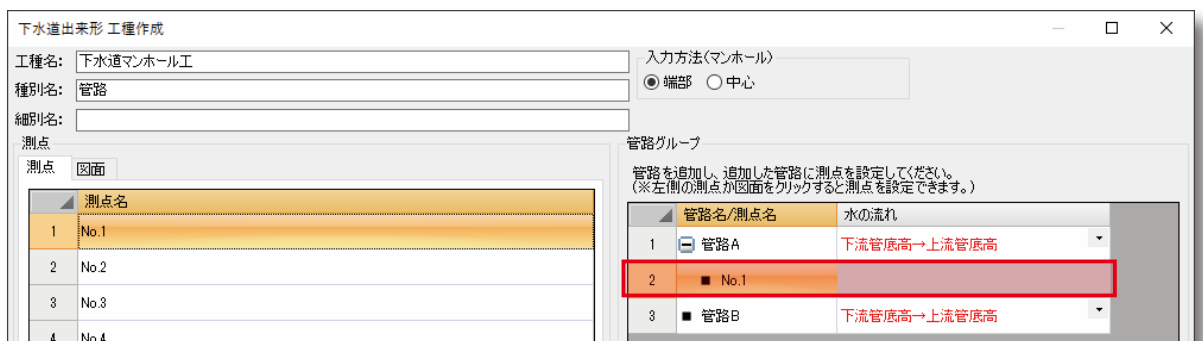 下水道出来形 工種作成
工種名: 下水道マンホール工
種別名: 管路
細別名:
入力方法(マンホール)
端部 中心
測点
測点 図面
測点名
1 No.1
2 No.2
3 No.3
4 No.4
管路グループ
管路を追加し、追加した管路に測点を設定してください。
(※左側の測点か図面をクリックすると測点を設定できます。)
管路名/測点名 水の流れ
1 管路A 下流管底高→上流管底高
2 No.1
3 管路B 下流管底高→上流管底高